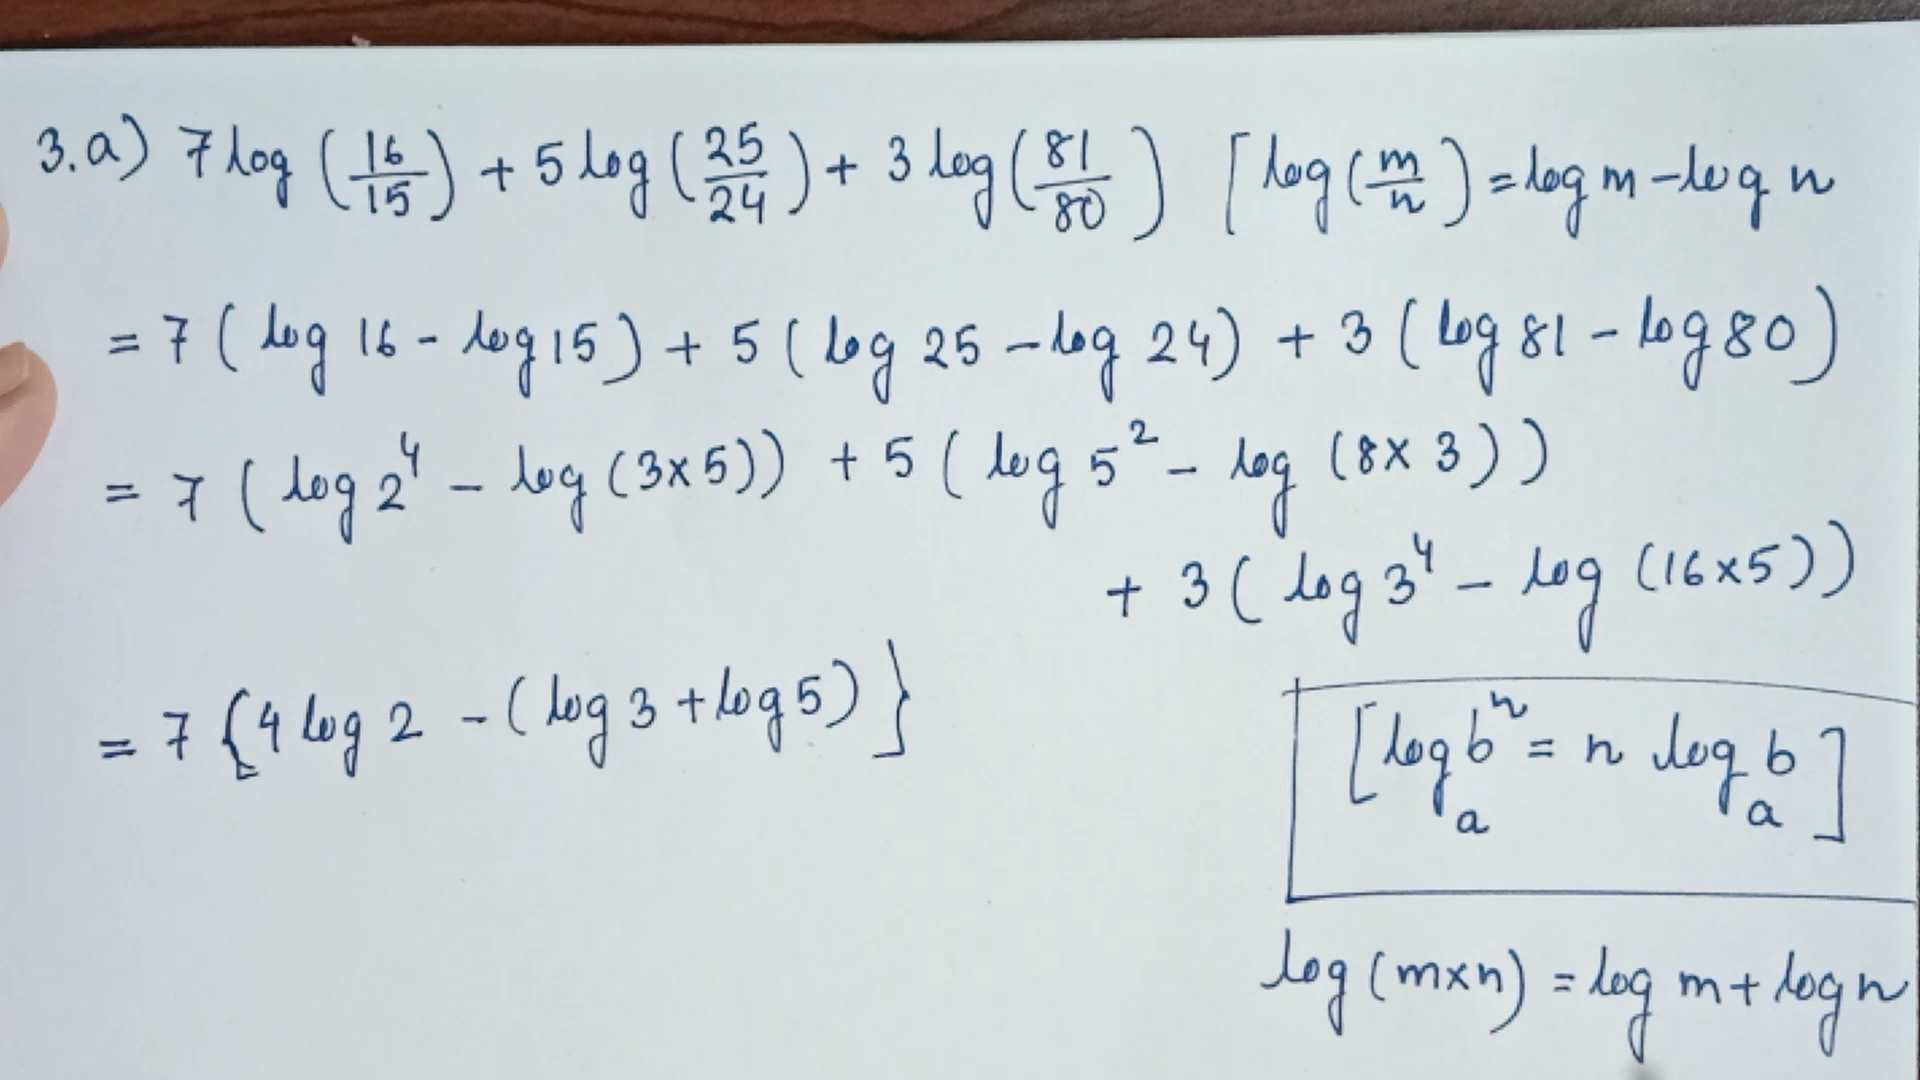 3.a) 7 log (16/15) + 5 log (25/24) + 3 log (81/80) [log (m/n) = log m - log n
= 7 ( log 16 - log 15 ) + 5 ( log 25 - log 24 ) + 3 ( log 81 - log 80 )
= 7 ( log 2⁴ - log (3×5)) + 5 ( log 5² - log (8×3))
+ 3 ( log 3⁴ - log (16×5))
= 7 {4 log 2 - ( log 3 + log 5) }
[ logₐ bⁿ = n logₐ b ]
log (m×n) = log m + log n